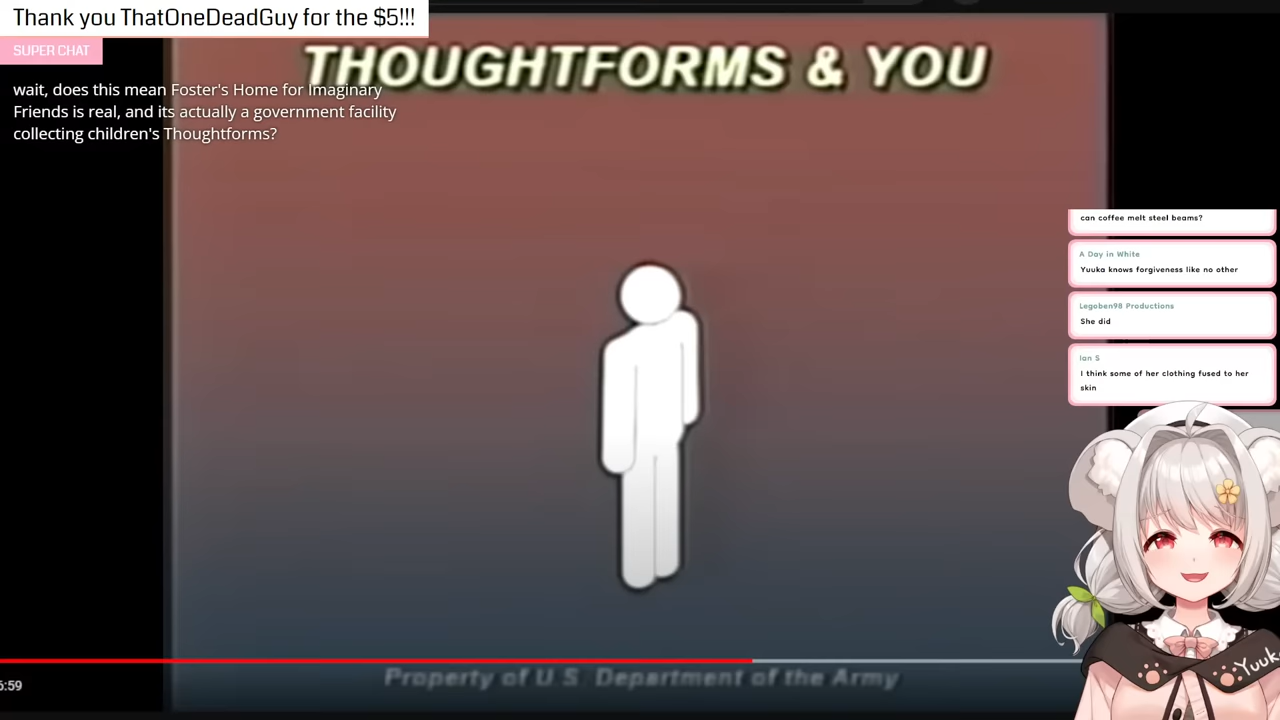 Thank you ThatOneDeadGuy for the $5!!!
SUPER CHAT
wait, does this mean Foster's Home for Imaginary
Friends is real, and its actually a government facility
collecting children's Thoughtforms?
THOUGHTFORMS & YOU
can coffee melt steel beams?
A Day in White
Yuuka knows forgiveness like no other
Legoben98 Productions
She did
Ian S
I think some of her clothing fused to her
skin
Property of U.S. Department of the Army